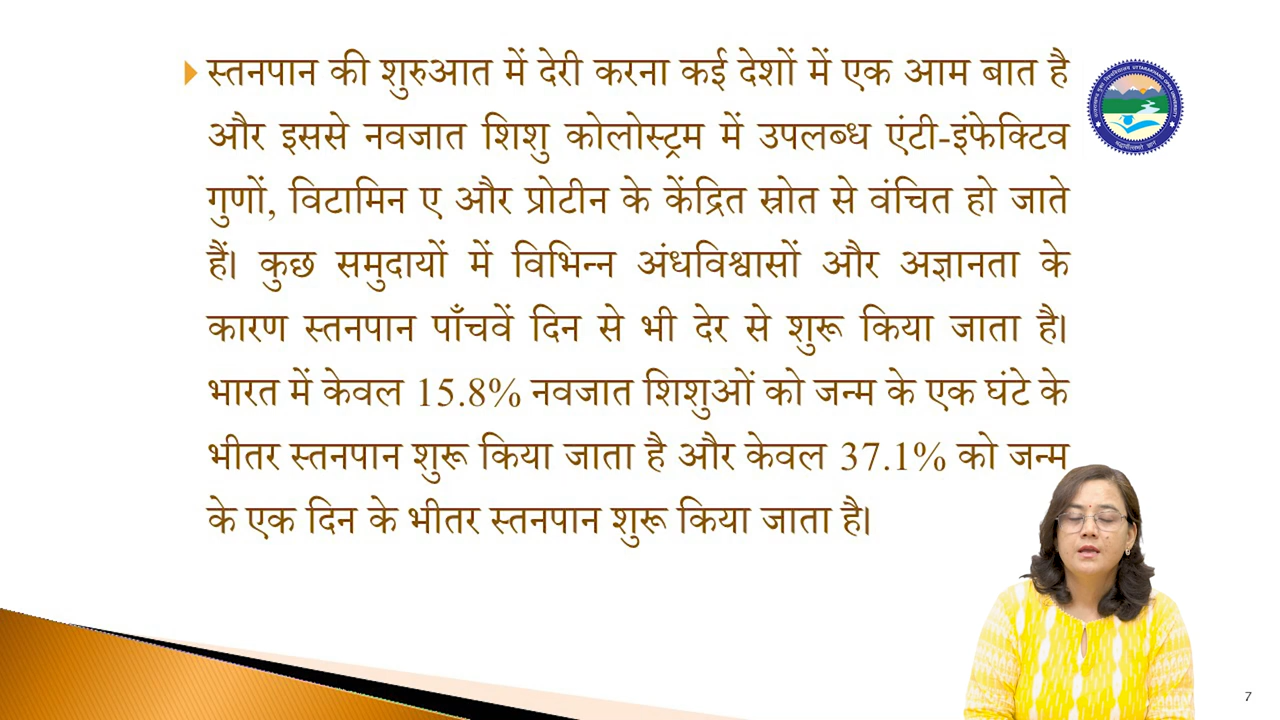 स्तनपान की शुरुआत में देरी करना कई देशों में एक आम बात है
और इससे नवजात शिशु कोलोस्ट्रम में उपलब्ध एंटी-इंफेक्टिव
गुणों, विटामिन ए और प्रोटीन के केंद्रित स्रोत से वंचित हो जाते
हैं। कुछ समुदायों में विभिन्न अंधविश्वासों और अज्ञानता के
कारण स्तनपान पाँचवें दिन से भी देर से शुरू किया जाता है।
भारत में केवल 15.8% नवजात शिशुओं को जन्म के एक घंटे के
भीतर स्तनपान शुरू किया जाता है और केवल 37.1% को जन्म
के एक दिन के भीतर स्तनपान शुरू किया जाता है।
7